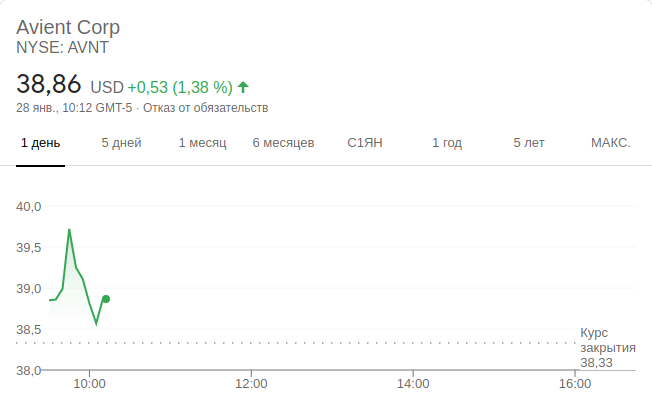 Avient Corp
NYSE: AVNT
38,86 USD +0,53 (1,38 %)
28 янв., 10:12 GMT-5 · Отказ от обязательств
1 день 5 дней 1 месяц 6 месяцев С1ЯН 1 год 5 лет МАКС.
40,0
39,5
39,0
38,5
Курс
закрытия
38,33
38,0
10:00 12:00 14:00 16:00